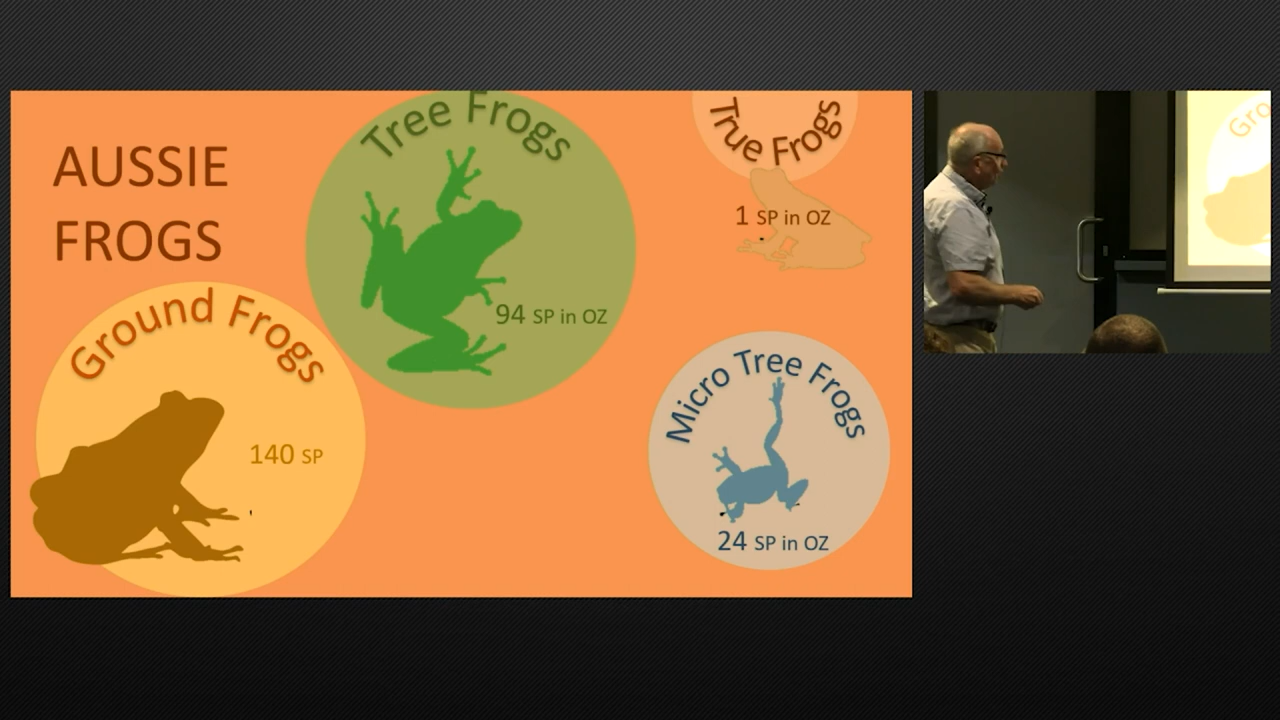 AUSSIE
FROGS
Tree Frogs
94 SP in OZ
True Frogs
1 SP in OZ
Ground Frogs
140 SP
Micro Tree Frogs
24 SP in OZ
Gro